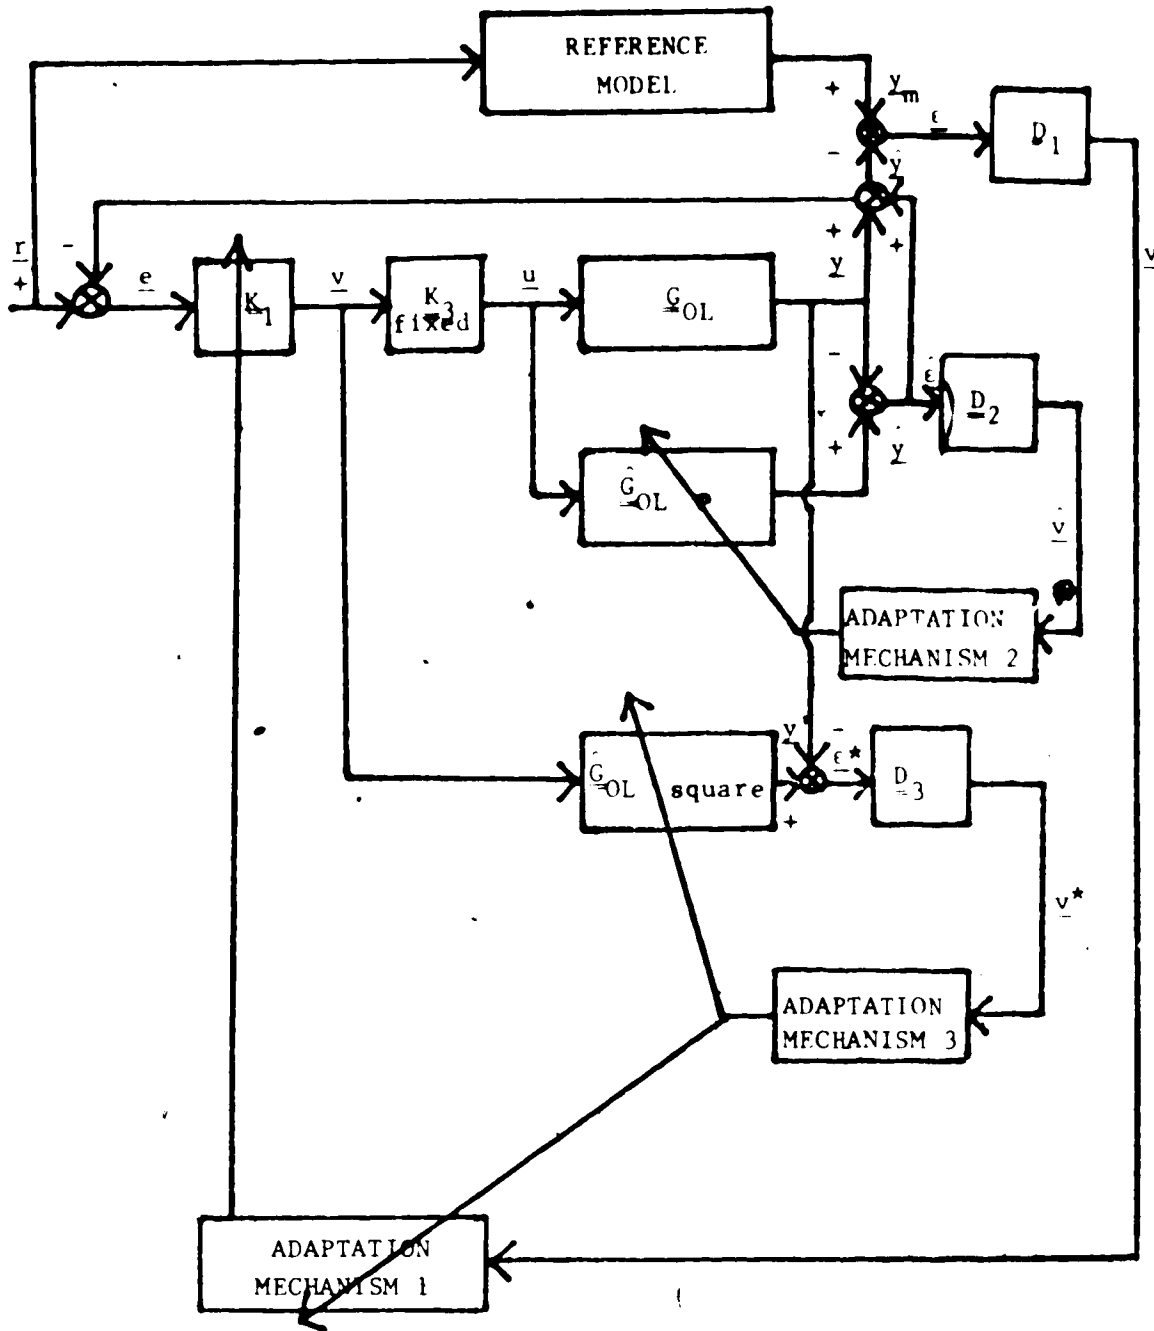 REFERENCE
MODEL
+
y_m
ε
D_1
-
ŷ
r
+
-
e
K_1
v
K_3
fixed
u
G_OL
+
+
y
v
-
ε̂
D_2
Ĝ_OL
+
ŷ
v̂
ADAPTATION
MECHANISM 2
Ĝ_OL square
y
-
ε*
D_3
+
v*
ADAPTATION
MECHANISM 3
ADAPTATION
MECHANISM 1